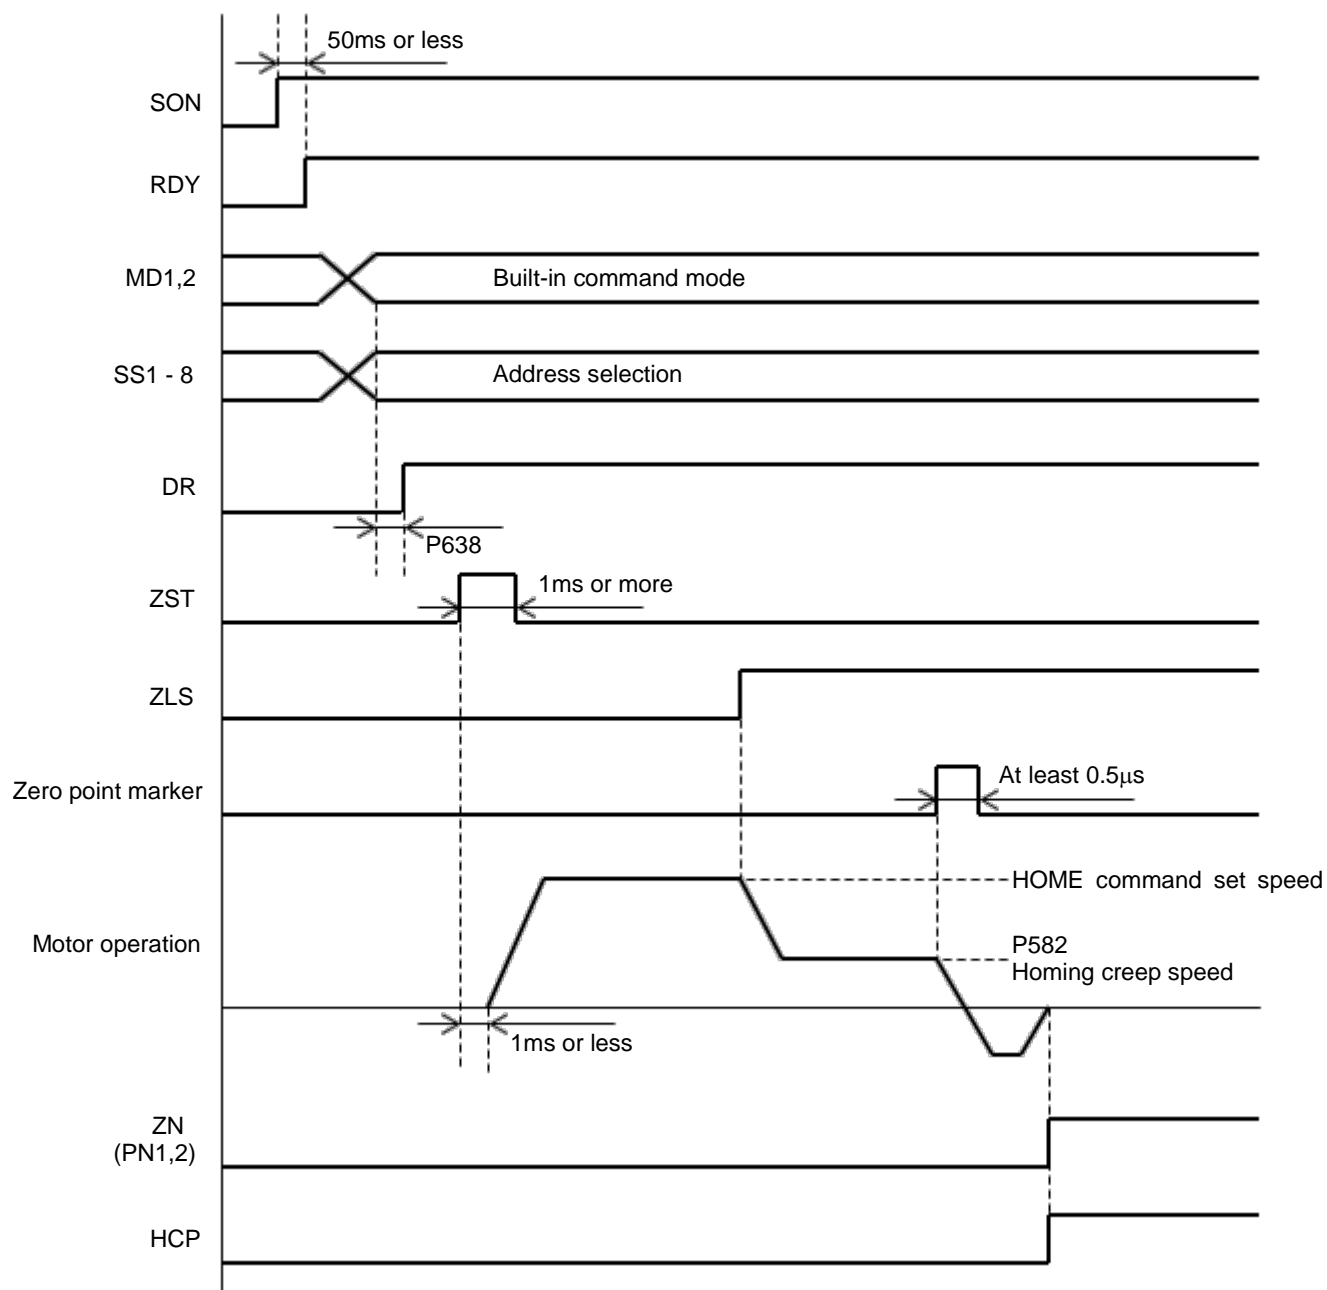 50ms or less
SON
RDY
MD1,2
Built-in command mode
SS1 - 8
Address selection
DR
P638
ZST
1ms or more
ZLS
Zero point marker
At least 0.5μs
HOME command set speed
Motor operation
P582
Homing creep speed
1ms or less
ZN
(PN1,2)
HCP